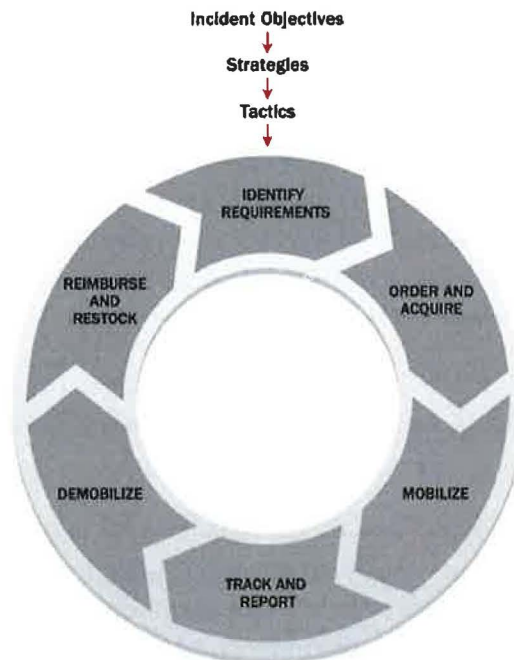 Incident Objectives
Strategies
Tactics
IDENTIFY
REQUIREMENTS
ORDER AND
ACQUIRE
MOBILIZE
TRACK AND
REPORT
DEMOBILIZE
REIMBURSE
AND
RESTOCK